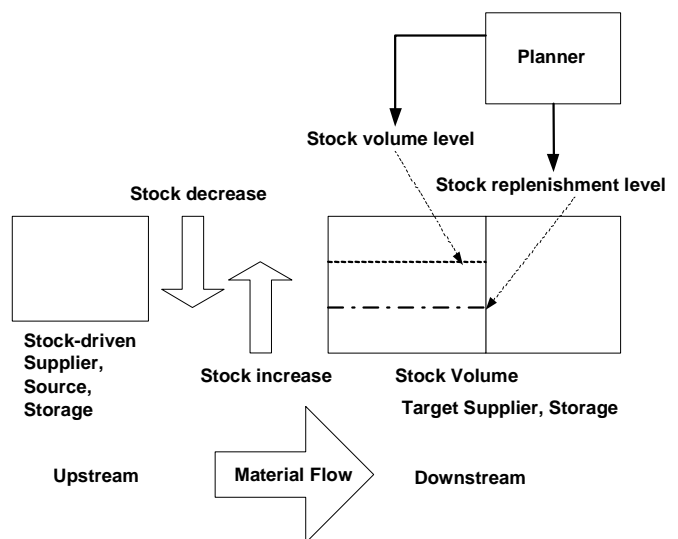 Planner
Stock volume level
Stock replenishment level
Stock decrease
Stock-driven
Supplier,
Source,
Storage
Stock increase
Stock Volume
Target Supplier, Storage
Upstream
Material Flow
Downstream